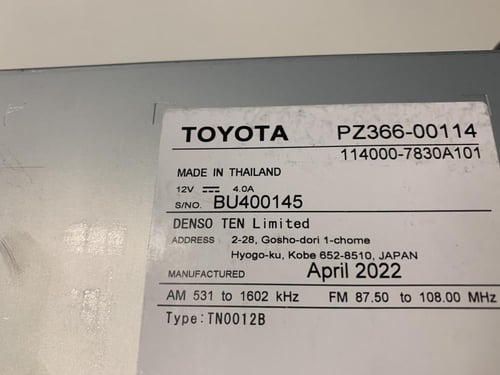 TOYOTA PZ366-00114
114000-7830A101
MADE IN THAILAND
12V ⎓ 4.0A
S/NO. BU400145
DENSO TEN Limited
ADDRESS 2-28, Gosho-dori 1-chome
Hyogo-ku, Kobe 652-8510, JAPAN
MANUFACTURED April 2022
AM 531 to 1602 kHz FM 87.50 to 108.00 MHz
Type:TN0012B